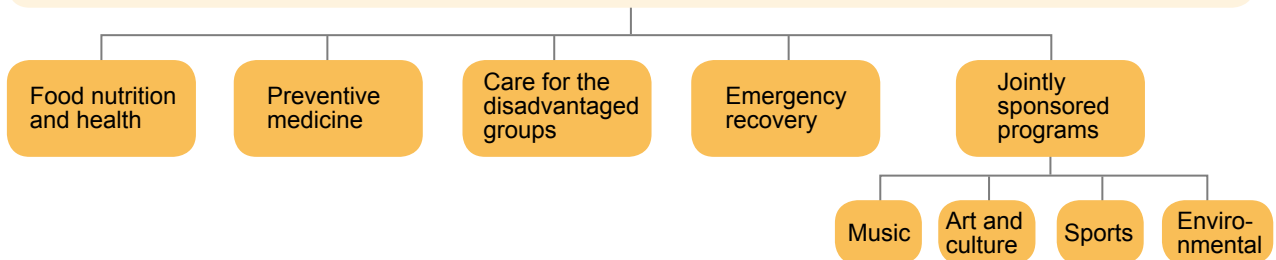 Food nutrition
and health
Preventive
medicine
Care for the
disadvantaged
groups
Emergency
recovery
Jointly
sponsored
programs
Music
Art and
culture
Sports
Enviro-
nmental